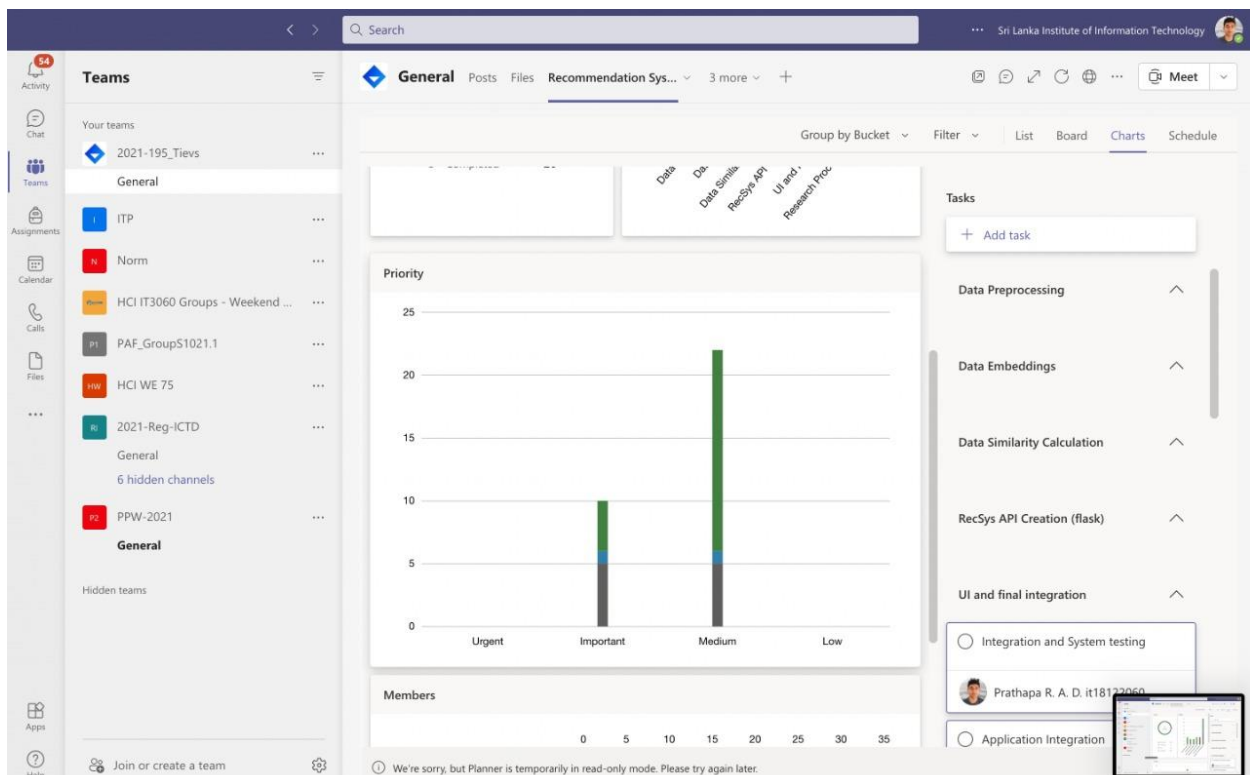 Search
Sri Lanka Institute of Information Technology
54
Activity
Chat
Teams
Assignments
Calendar
Calls
Files
Apps
Help
Teams
Your teams
2021-195_Tievs
General
I ITP
N Norm
HCI IT3060 Groups - Weekend ...
P1 PAF_GroupS1021.1
HW HCI WE 75
RI 2021-Reg-ICTD
General
6 hidden channels
P2 PPW-2021
General
Hidden teams
Join or create a team
General Posts Files Recommendation Sys... 3 more
Meet
Group by Bucket Filter List Board Charts Schedule
Data
Data Simila
RecSys API
UI and
Research Proc
Priority
25
20
15
10
5
0
Urgent Important Medium Low
Members
0 5 10 15 20 25 30 35
Tasks
Add task
Data Preprocessing
Data Embeddings
Data Similarity Calculation
RecSys API Creation (flask)
UI and final integration
Integration and System testing
Prathapa R. A. D. it18122060
Application Integration
We're sorry, but Planner is temporarily in read-only mode. Please try again later.